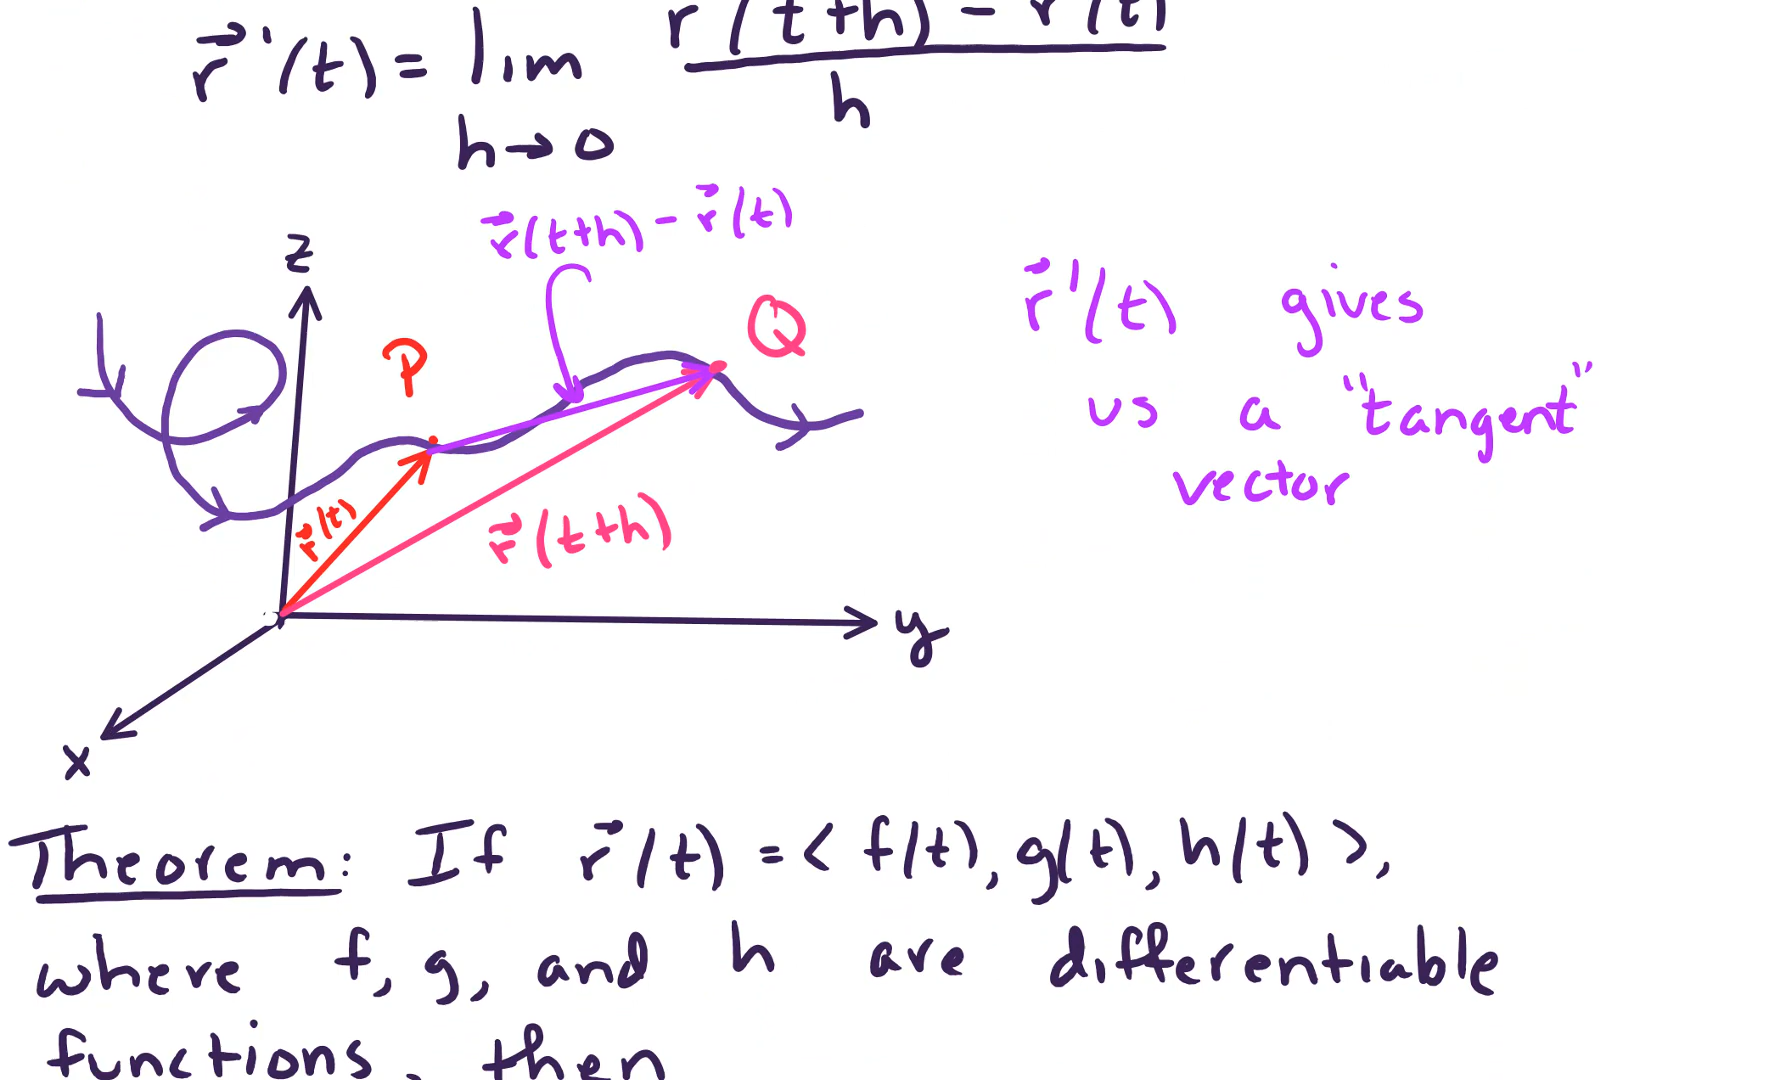 r(t+h) - r(t)
r⃗'(t) = lim
h
h→0
r⃗(t+h) - r⃗(t)
z
Q
P
r⃗'(t) gives
us a "tangent"
vector
r⃗(t)
r⃗(t+h)
y
x
Theorem: If r⃗(t) = < f(t), g(t), h(t) >,
where f, g, and h are differentiable
functions, then